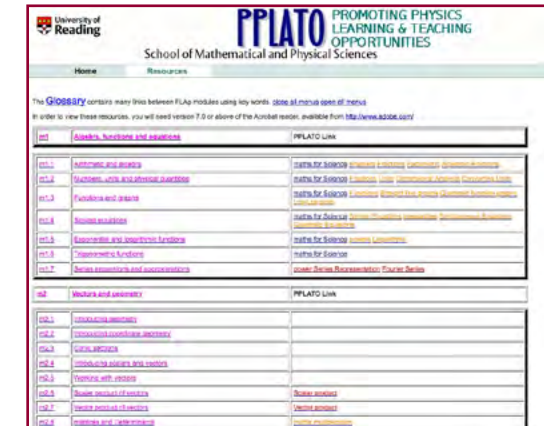 University of Reading
PPLATO PROMOTING PHYSICS LEARNING & TEACHING OPPORTUNITIES
School of Mathematical and Physical Sciences
Home Resources
The Glossary contains many links between FLAP modules using key words. close all menus open all menus
In order to view these resources, you will need version 7.0 or above of the Acrobat reader, available from http://www.adobe.com/
m1 Algebra, functions and equations PPLATO Link
m1.1 Arithmetic and algebra maths for Science
m1.2 Numbers, units and physical quantities maths for Science
m1.3 Functions and graphs maths for Science
m1.4 Solving equations maths for Science
m1.5 Exponential and logarithmic functions maths for Science
m1.6 Trigonometric functions maths for Science
m1.7 Series expansions and approximations power Series Representation Fourier Series
m2 Vectors and geometry PPLATO Link
m2.1 Introducing geometry
m2.2 Introducing coordinate geometry
m2.3 Conic sections
m2.4 Introducing scalars and vectors
m2.5 Working with vectors
m2.6 Scalar product of vectors Scalar product
m2.7 Vector product of vectors Vector product
m2.8 matrices and determinants